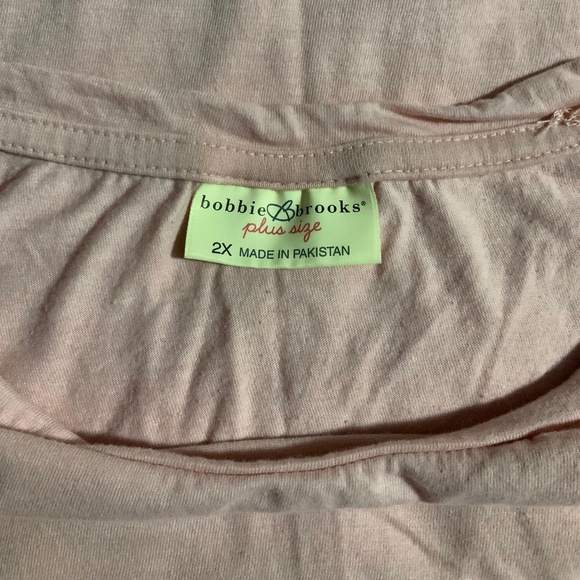 bobbie brooks®
plus size
2X MADE IN PAKISTAN